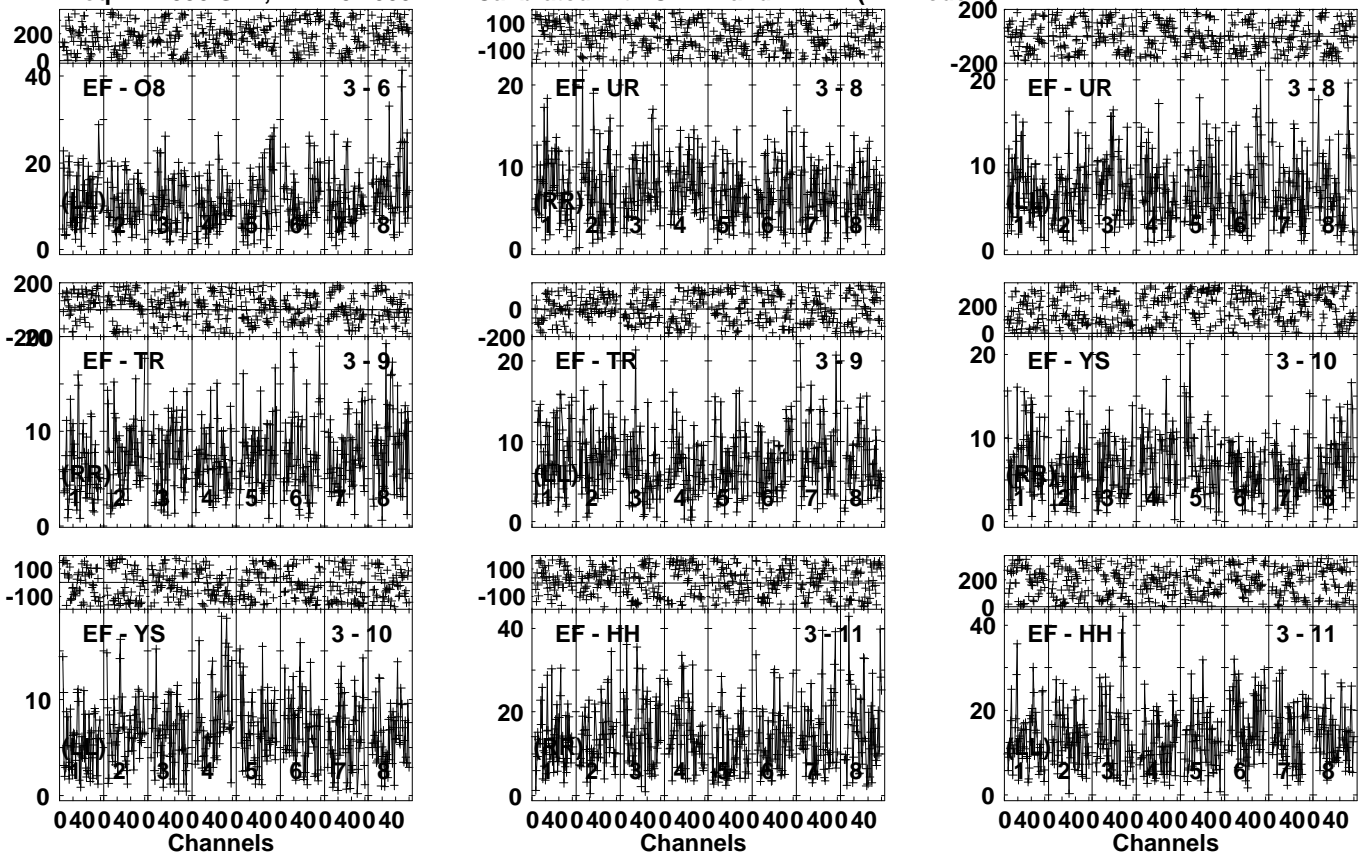 200 100 -100 200 -200
40 20 0 EF - O8 3 - 6 (LL) 1 2 3 4 5 6 7 8
20 10 0 EF - UR 3 - 8 (RR) 1 2 3 4 5 6 7 8
20 10 0 EF - UR 3 - 8 (LL) 1 2 3 4 5 6 7 8
200 -200 0 -200 200 0
20 10 0 EF - TR 3 - 9 (RR) 1 2 3 4 5 6 7 8
20 10 0 EF - TR 3 - 9 (LL) 1 2 3 4 5 6 7 8
20 10 0 EF - YS 3 - 10 (RR) 1 2 3 4 5 6 7 8
100 -100 100 -100 200 0
10 0 EF - YS 3 - 10 (LL) 1 2 3 4 5 6 7 8
40 20 0 EF - HH 3 - 11 (RR) 1 2 3 4 5 6 7 8
40 20 0 EF - HH 3 - 11 (LL) 1 2 3 4 5 6 7 8
0 40 0 40 0 40 0 40 0 40 0 40 0 40 0 40
0 40 0 40 0 40 0 40 0 40 0 40 0 40 0 40
0 40 0 40 0 40 0 40 0 40 0 40 0 40 0 40
Channels Channels Channels